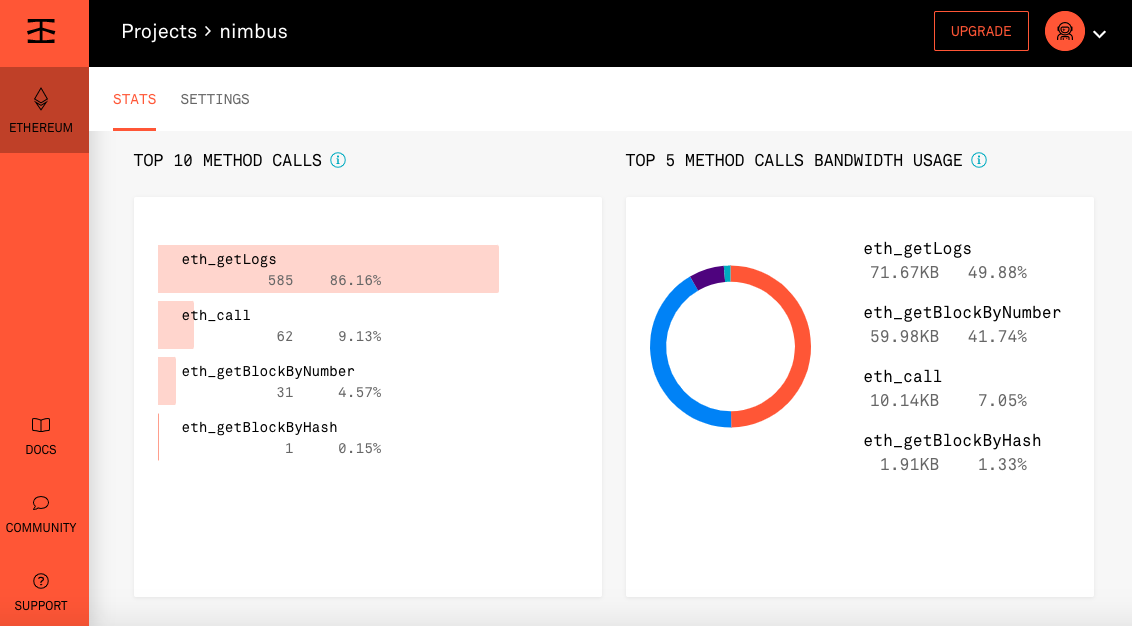 Projects › nimbus
UPGRADE
ETHEREUM
STATS SETTINGS
TOP 10 METHOD CALLS
eth_getLogs
585 86.16%
eth_call
62 9.13%
eth_getBlockByNumber
31 4.57%
eth_getBlockByHash
1 0.15%
TOP 5 METHOD CALLS BANDWIDTH USAGE
eth_getLogs
71.67KB 49.88%
eth_getBlockByNumber
59.98KB 41.74%
eth_call
10.14KB 7.05%
eth_getBlockByHash
1.91KB 1.33%
DOCS
COMMUNITY
SUPPORT